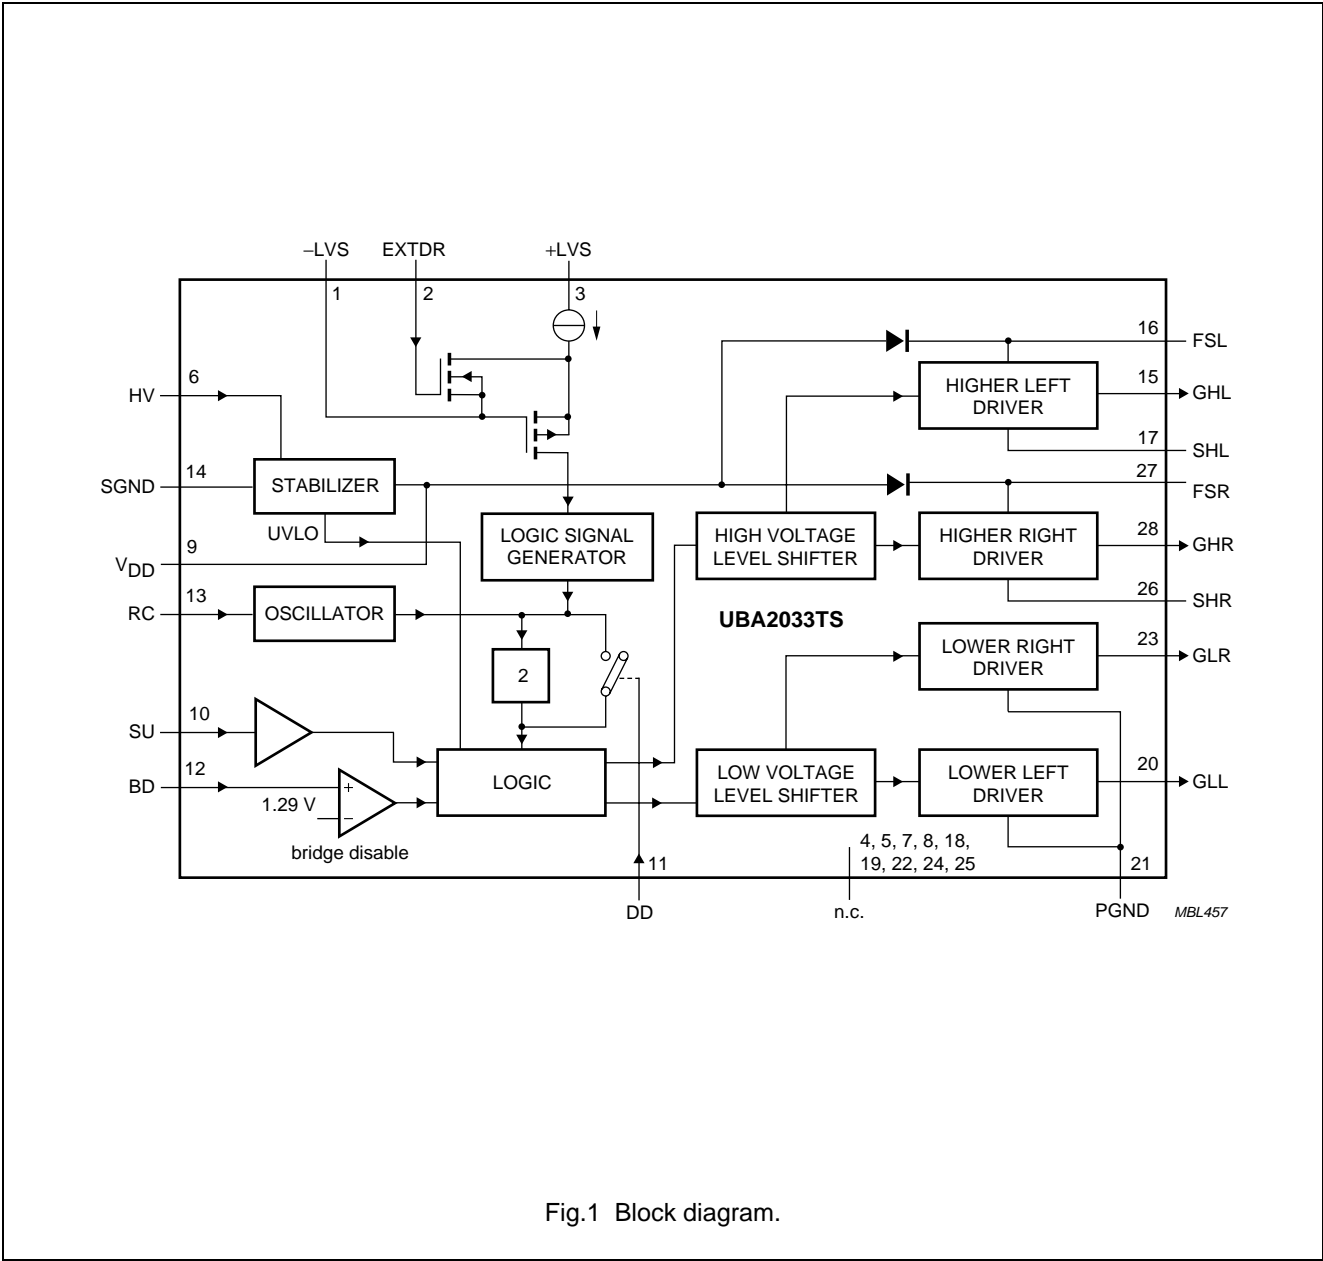 −LVS EXTDR +LVS
1 2 3
16 FSL
HIGHER LEFT
DRIVER
15 GHL
6
HV
17 SHL
14
SGND
STABILIZER
27
FSR
UVLO
LOGIC SIGNAL
GENERATOR
HIGH VOLTAGE
LEVEL SHIFTER
HIGHER RIGHT
DRIVER
28 GHR
9
VDD
13
RC
OSCILLATOR
26
SHR
UBA2033TS
LOWER RIGHT
DRIVER
23
GLR
2
10
SU
12
BD
1.29 V
+
−
bridge disable
LOGIC
LOW VOLTAGE
LEVEL SHIFTER
LOWER LEFT
DRIVER
20
GLL
4, 5, 7, 8, 18,
19, 22, 24, 25
11
21
DD
n.c.
PGND
MBL457
Fig.1 Block diagram.